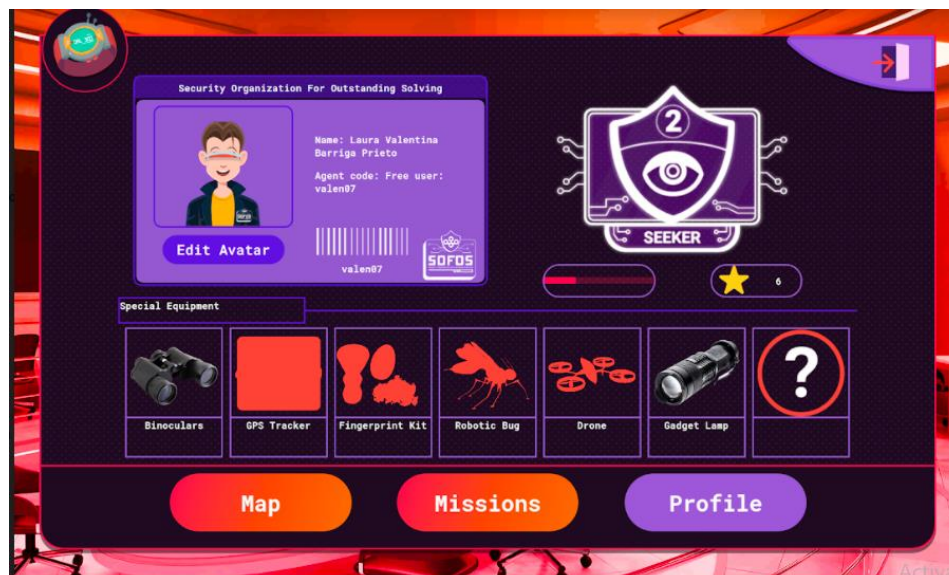 Security Organization For Outstanding Solving
Name: Laura Valentina
Barriga Prieto
Agent code: Free user:
valen07
Edit Avatar
valen07
SOFOS
2
SEEKER
6
Special Equipment
Binoculars
GPS Tracker
Fingerprint Kit
Robotic Bug
Drone
Gadget Lamp
?
Map
Missions
Profile